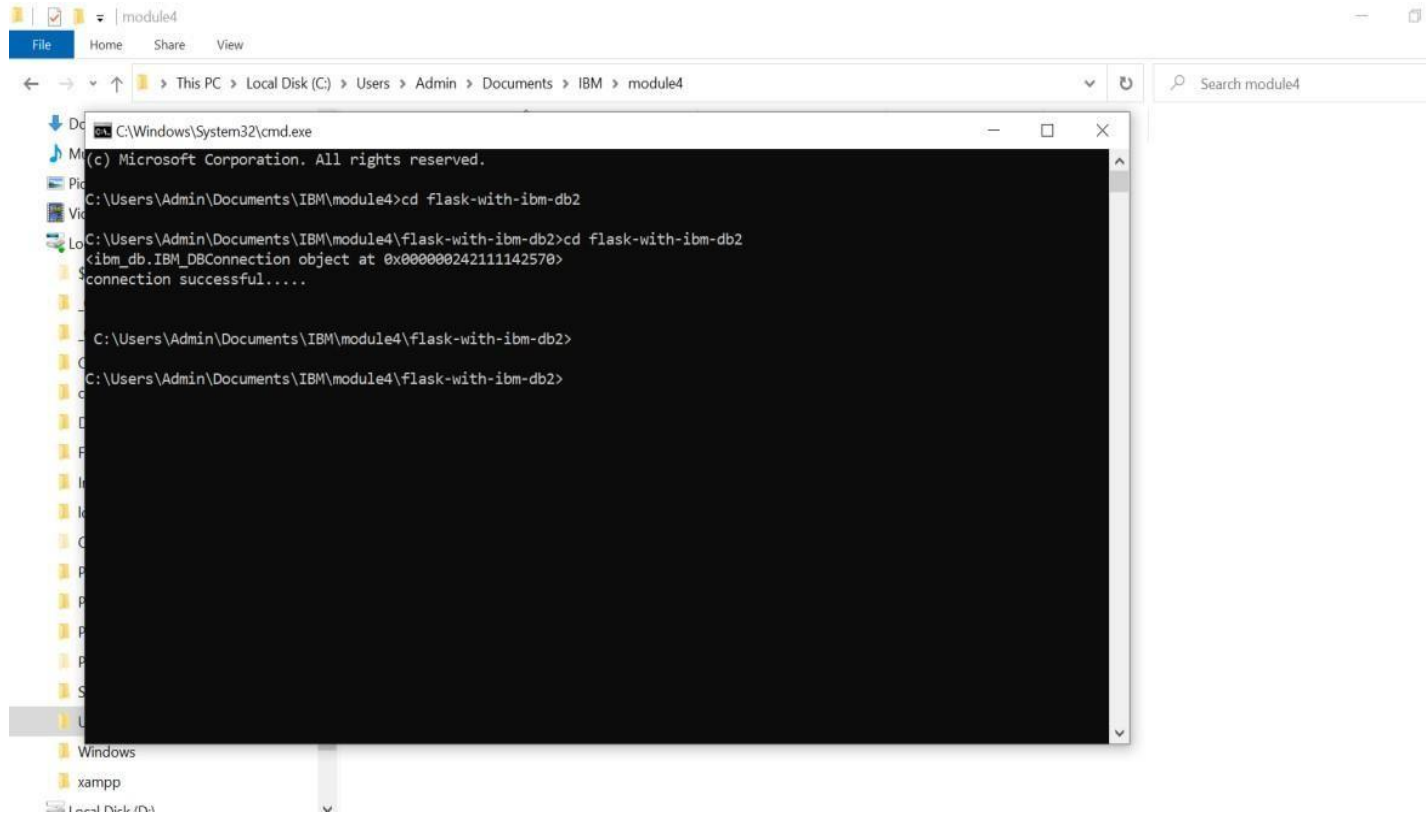 module4
File Home Share View
This PC > Local Disk (C:) > Users > Admin > Documents > IBM > module4
Search module4
C:\Windows\System32\cmd.exe
(c) Microsoft Corporation. All rights reserved.
C:\Users\Admin\Documents\IBM\module4>cd flask-with-ibm-db2
C:\Users\Admin\Documents\IBM\module4\flask-with-ibm-db2>cd flask-with-ibm-db2
<ibm_db.IBM_DBConnection object at 0x000000242111142570>
connection successful.....
C:\Users\Admin\Documents\IBM\module4\flask-with-ibm-db2>
C:\Users\Admin\Documents\IBM\module4\flask-with-ibm-db2>
Windows
xampp
Local Disk (D:)